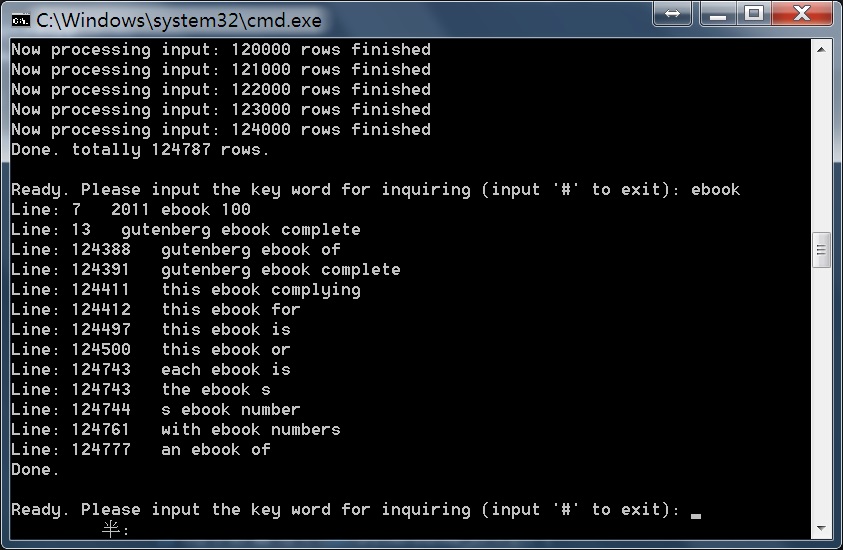 C:\Windows\system32\cmd.exe
Now processing input: 120000 rows finished
Now processing input: 121000 rows finished
Now processing input: 122000 rows finished
Now processing input: 123000 rows finished
Now processing input: 124000 rows finished
Done. totally 124787 rows.
Ready. Please input the key word for inquiring (input '#' to exit): ebook
Line: 7   2011 ebook 100
Line: 13   gutenberg ebook complete
Line: 124388   gutenberg ebook of
Line: 124391   gutenberg ebook complete
Line: 124411   this ebook complying
Line: 124412   this ebook for
Line: 124497   this ebook is
Line: 124500   this ebook or
Line: 124743   each ebook is
Line: 124743   the ebook s
Line: 124744   s ebook number
Line: 124761   with ebook numbers
Line: 124777   an ebook of
Done.
Ready. Please input the key word for inquiring (input '#' to exit): _
半: